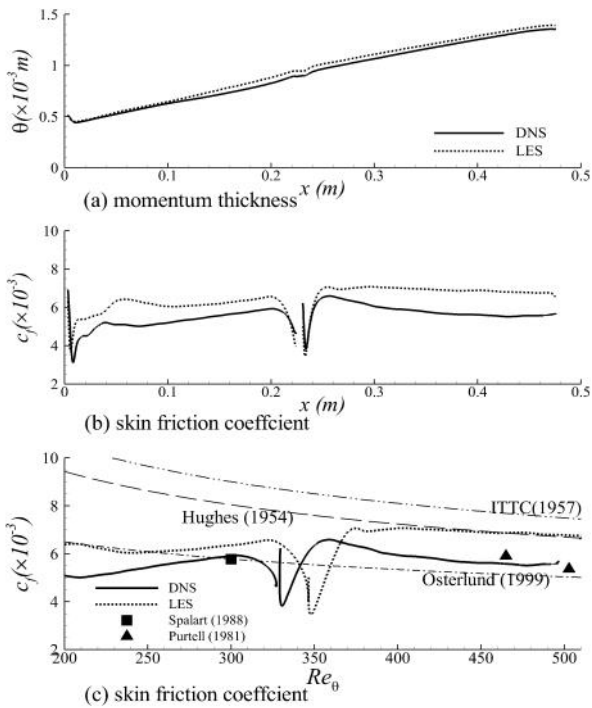 1.5
1
0.5
0
θ(×10⁻³m)
DNS
LES
0 0.1 0.2 0.3 0.4 0.5
x (m)
(a) momentum thickness
10
8
6
4
2
c_f(×10⁻³)
0 0.1 0.2 0.3 0.4 0.5
x (m)
(b) skin friction coeffcient
10
8
6
4
2
c_f(×10⁻³)
ITTC(1957)
Hughes (1954)
Osterlund (1999)
DNS
LES
Spalart (1988)
Purtell (1981)
200 250 300 350 400 450 500
Re_θ
(c) skin friction coeffcient